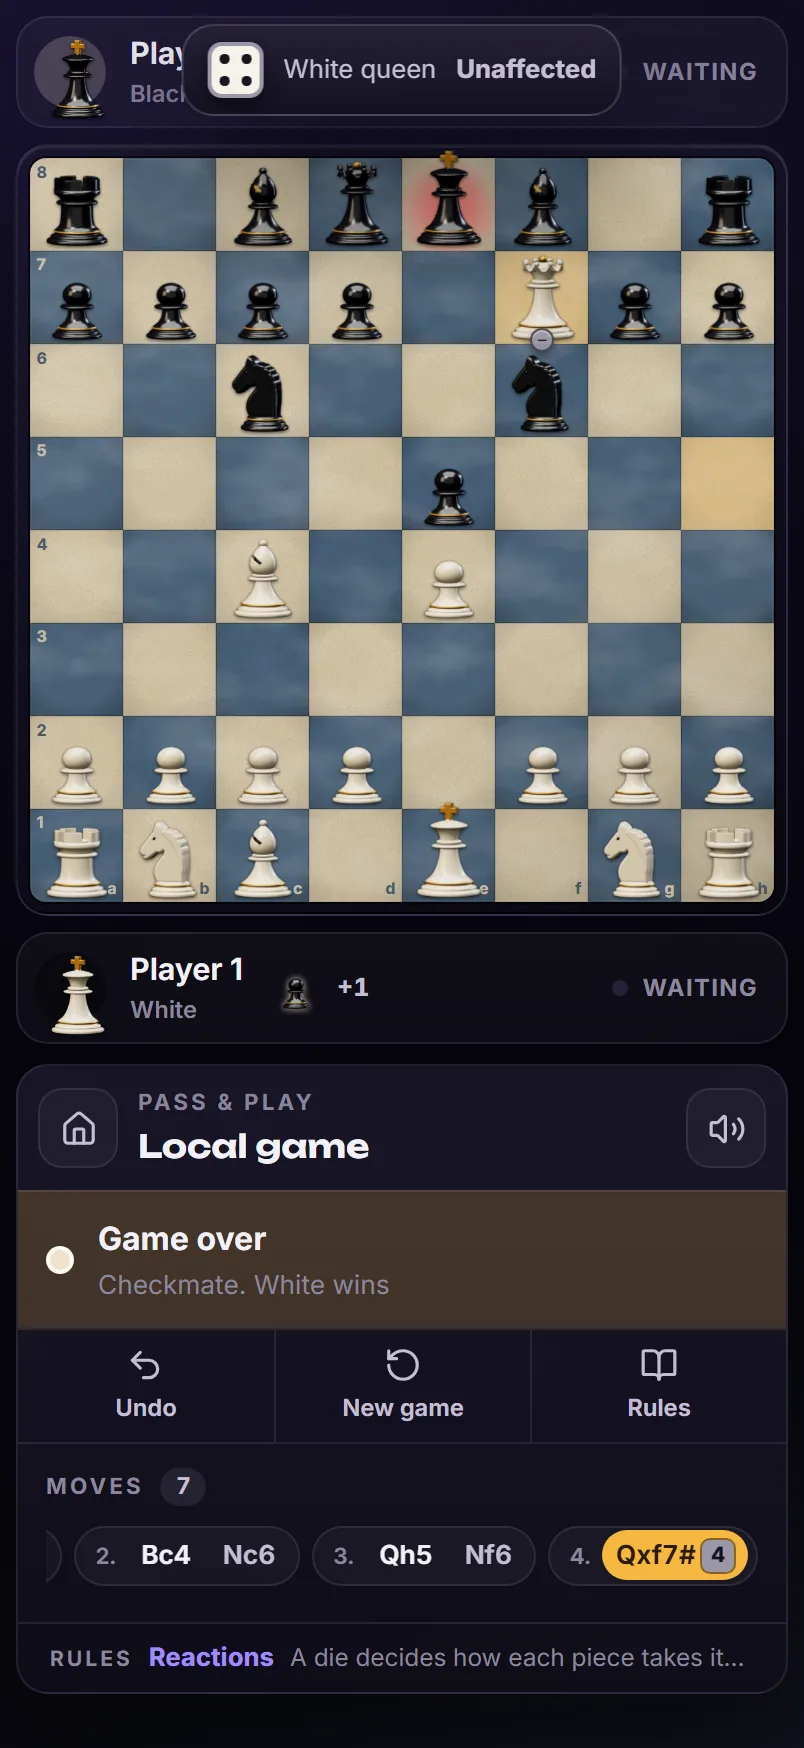 White queen Unaffected
WAITING
8
7
6
5
4
3
2
1
a b c d e f g h
Player 1
White
+1
WAITING
PASS & PLAY
Local game
Game over
Checkmate. White wins
Undo
New game
Rules
MOVES 7
2. Bc4 Nc6
3. Qh5 Nf6
4. Qxf7# 4
RULES Reactions A die decides how each piece takes it...